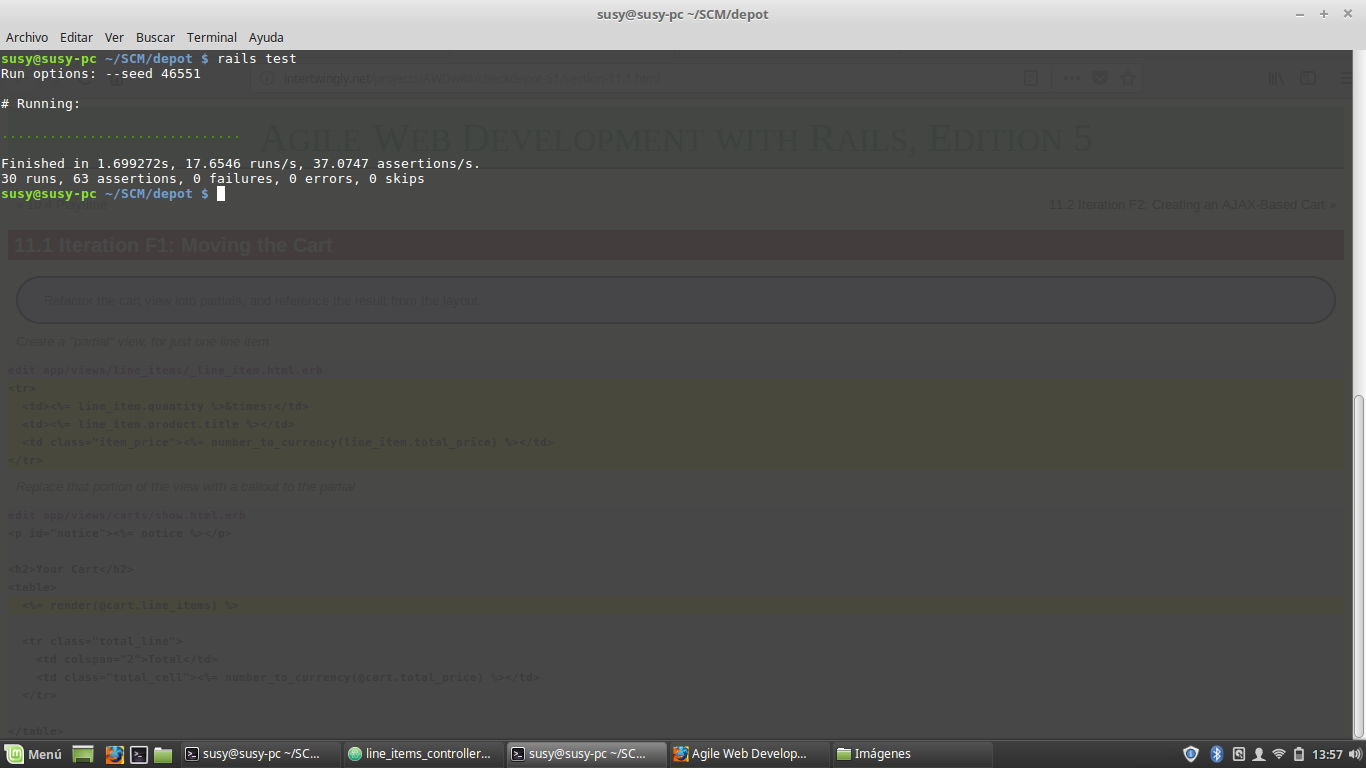 susy@susy-pc ~/SCM/depot
Archivo Editar Ver Buscar Terminal Ayuda
susy@susy-pc ~/SCM/depot $ rails test
Run options: --seed 46551
# Running:
..............................
Finished in 1.699272s, 17.6546 runs/s, 37.0747 assertions/s.
30 runs, 63 assertions, 0 failures, 0 errors, 0 skips
susy@susy-pc ~/SCM/depot $
AGILE WEB DEVELOPMENT WITH RAILS, EDITION 5
11.2 Iteration F2: Creating an AJAX-Based Cart »
11.1 Iteration F1: Moving the Cart
Refactor the cart view into partials, and reference the result from the layout.
Create a "partial" view, for just one line item
edit app/views/line_items/_line_item.html.erb
<tr>
<td><%= line_item.quantity %>&times;</td>
<td><%= line_item.product.title %></td>
<td class="item_price"><%= number_to_currency(line_item.total_price) %></td>
</tr>
Replace that portion of the view with a callout to the partial
edit app/views/carts/show.html.erb
<p id="notice"><%= notice %></p>
<h2>Your Cart</h2>
<table>
<%= render(@cart.line_items) %>
<tr class="total_line">
<td colspan="2">Total</td>
<td class="total_cell"><%= number_to_currency(@cart.total_price) %></td>
</tr>
</table>
Menú susy@susy-pc ~/SC... line_items_controller... susy@susy-pc ~/SC... Agile Web Develop... Imágenes 13:57